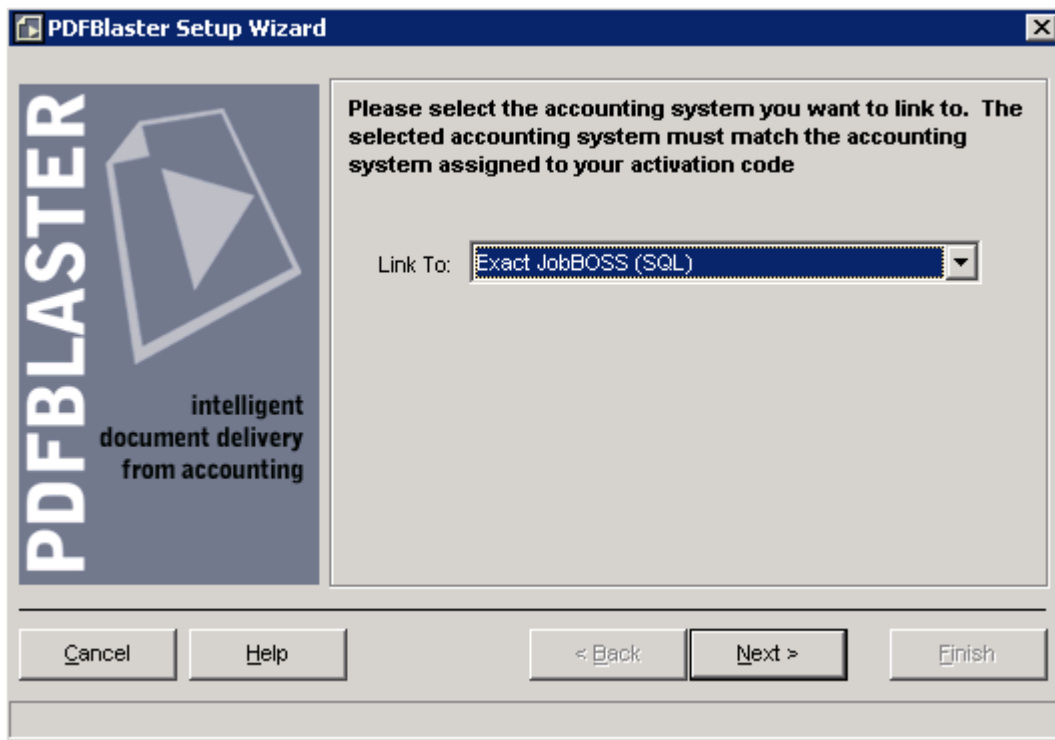 PDFBlaster Setup Wizard
PDFBLASTER
intelligent
document delivery
from accounting
Please select the accounting system you want to link to.  The
selected accounting system must match the accounting
system assigned to your activation code
Link To: Exact JobBOSS (SQL)
Cancel Help < Back Next > Finish